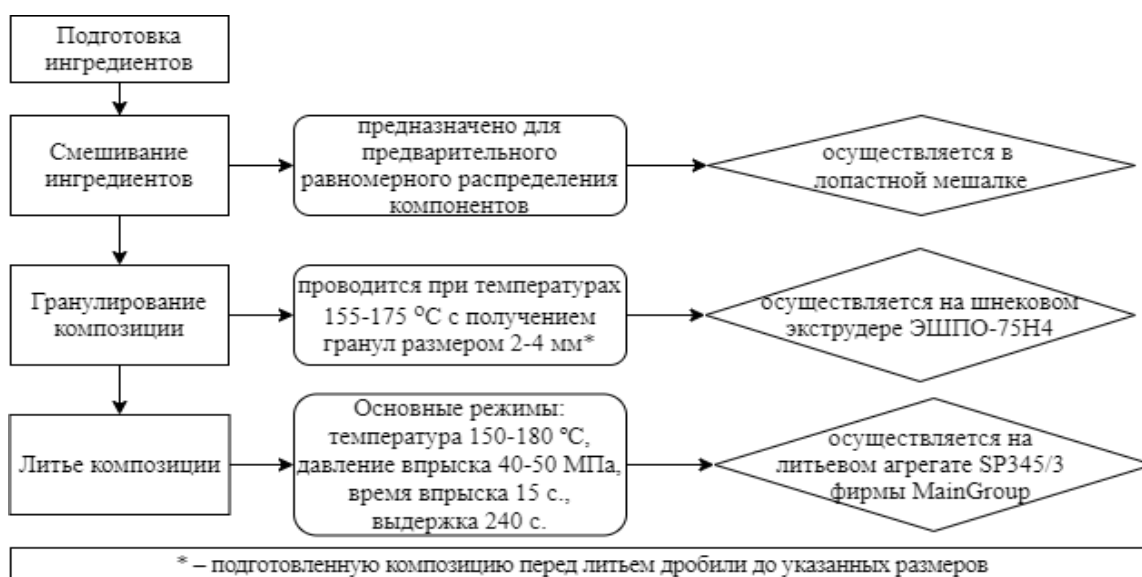 Подготовка
ингредиентов
Смешивание
ингредиентов
предназначено для
предварительного
равномерного распределения
компонентов
осуществляется в
лопастной мешалке
Гранулирование
композиции
проводится при температурах
155-175 ⁰С с получением
гранул размером 2-4 мм*
осуществляется на шнековом
экструдере ЭШПО-75Н4
Литье композиции
Основные режимы:
температура 150-180 ℃,
давление впрыска 40-50 МПа,
время впрыска 15 с.,
выдержка 240 с.
осуществляется на
литьевом агрегате SP345/3
фирмы MainGroup
* – подготовленную композицию перед литьем дробили до указанных размеров